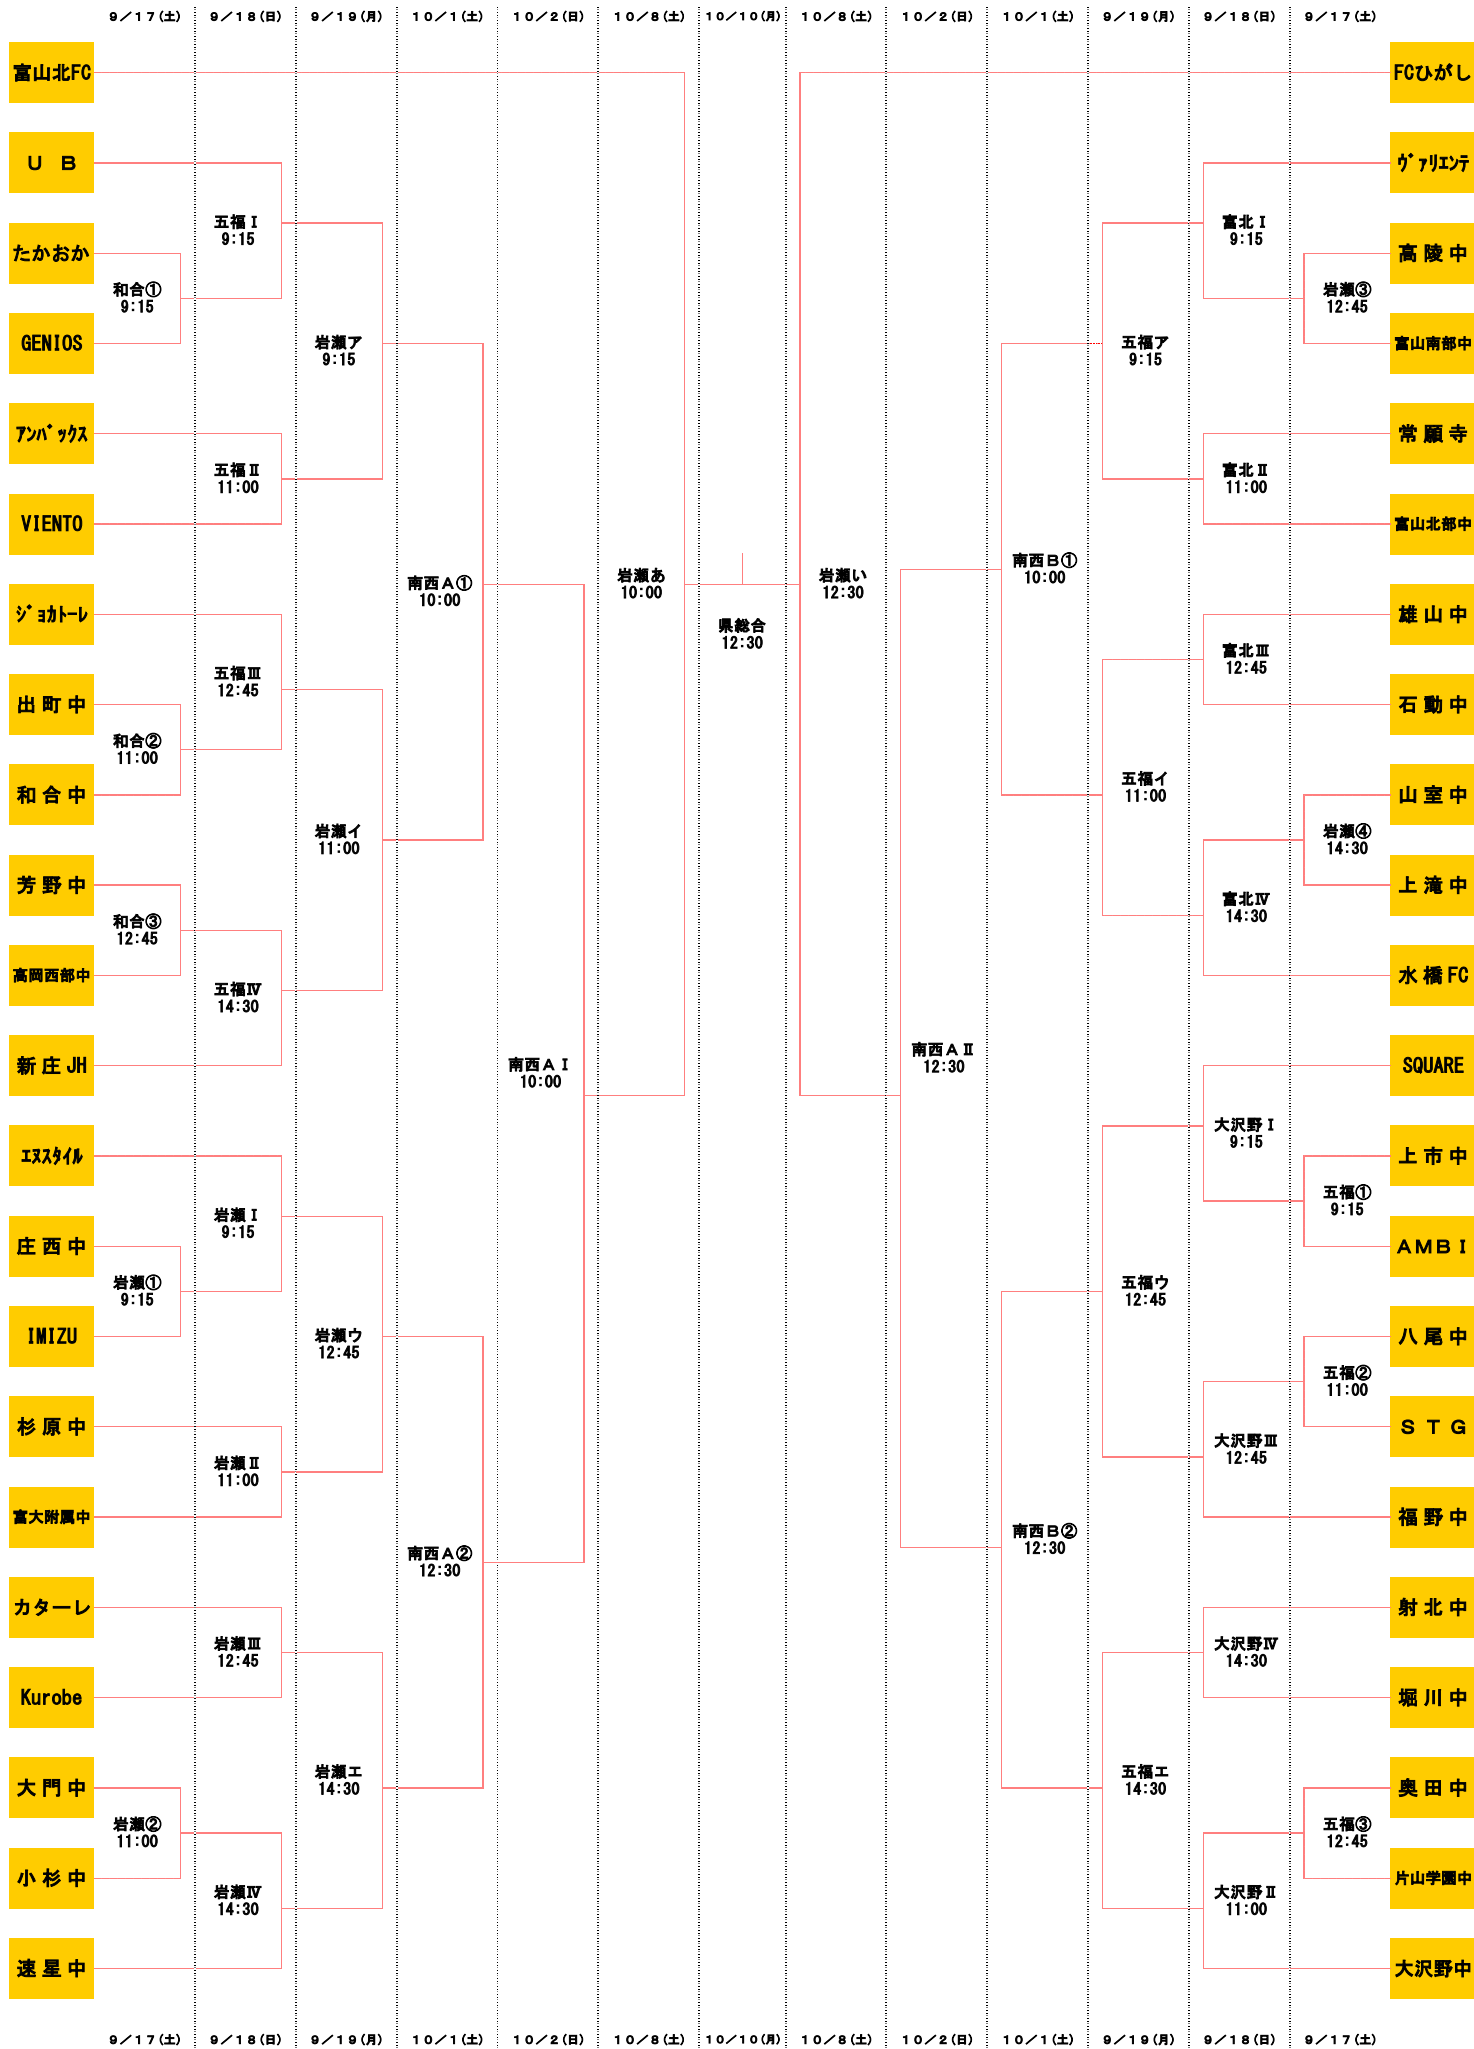 9／17(土) 9／18(日) 9／19(月) 10／1(土) 10／2(日) 10／8(土) 10／10(月) 10／8(土) 10／2(日) 10／1(土) 9／19(月) 9／18(日) 9／17(土)
富山北FC
ＵＢ
たかおか
GENIOS
ｱﾝﾊﾞｯｸｽ
VIENTO
ｼﾞｮｶﾄｰﾚ
出町中
和合中
芳野中
高岡西部中
新庄JH
ｴﾇｽﾀｲﾙ
庄西中
IMIZU
杉原中
富大附属中
カターレ
Kurobe
大門中
小杉中
速星中
和合①
9:15
和合②
11:00
和合③
12:45
岩瀬①
9:15
岩瀬②
11:00
五福Ⅰ
9:15
五福Ⅱ
11:00
五福Ⅲ
12:45
五福Ⅳ
14:30
岩瀬Ⅰ
9:15
岩瀬Ⅱ
11:00
岩瀬Ⅲ
12:45
岩瀬Ⅳ
14:30
岩瀬ア
9:15
岩瀬イ
11:00
岩瀬ウ
12:45
岩瀬エ
14:30
南西Ａ①
10:00
南西Ａ②
12:30
南西ＡⅠ
10:00
岩瀬あ
10:00
県総合
12:30
岩瀬い
12:30
南西ＡⅡ
12:30
南西Ｂ①
10:00
南西Ｂ②
12:30
五福ア
9:15
五福イ
11:00
五福ウ
12:45
五福エ
14:30
富北Ⅰ
9:15
富北Ⅱ
11:00
富北Ⅲ
12:45
富北Ⅳ
14:30
大沢野Ⅰ
9:15
大沢野Ⅲ
12:45
大沢野Ⅳ
14:30
大沢野Ⅱ
11:00
岩瀬③
12:45
岩瀬④
14:30
五福①
9:15
五福②
11:00
五福③
12:45
FCひがし
ｳﾞｧﾘｴﾝﾃ
高陵中
富山南部中
常願寺
富山北部中
雄山中
石動中
山室中
上滝中
水橋FC
SQUARE
上市中
ＡＭＢＩ
八尾中
ＳＴＧ
福野中
射北中
堀川中
奥田中
片山学園中
大沢野中
9／17(土) 9／18(日) 9／19(月) 10／1(土) 10／2(日) 10／8(土) 10／10(月) 10／8(土) 10／2(日) 10／1(土) 9／19(月) 9／18(日) 9／17(土)